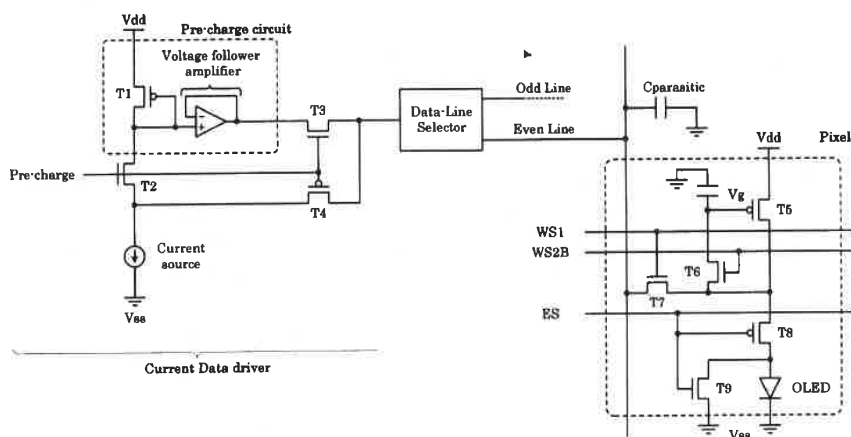 Vdd
Pre-charge circuit
Voltage follower
amplifier
T1
T3
Odd Line
Data-Line
Selector
Even Line
Cparasitic
Vdd
Pixel
Pre-charge
T2
T4
Vg
T5
WS1
WS2B
Current
source
T6
T7
Vss
ES
T8
Current Data driver
T9
OLED
Vss